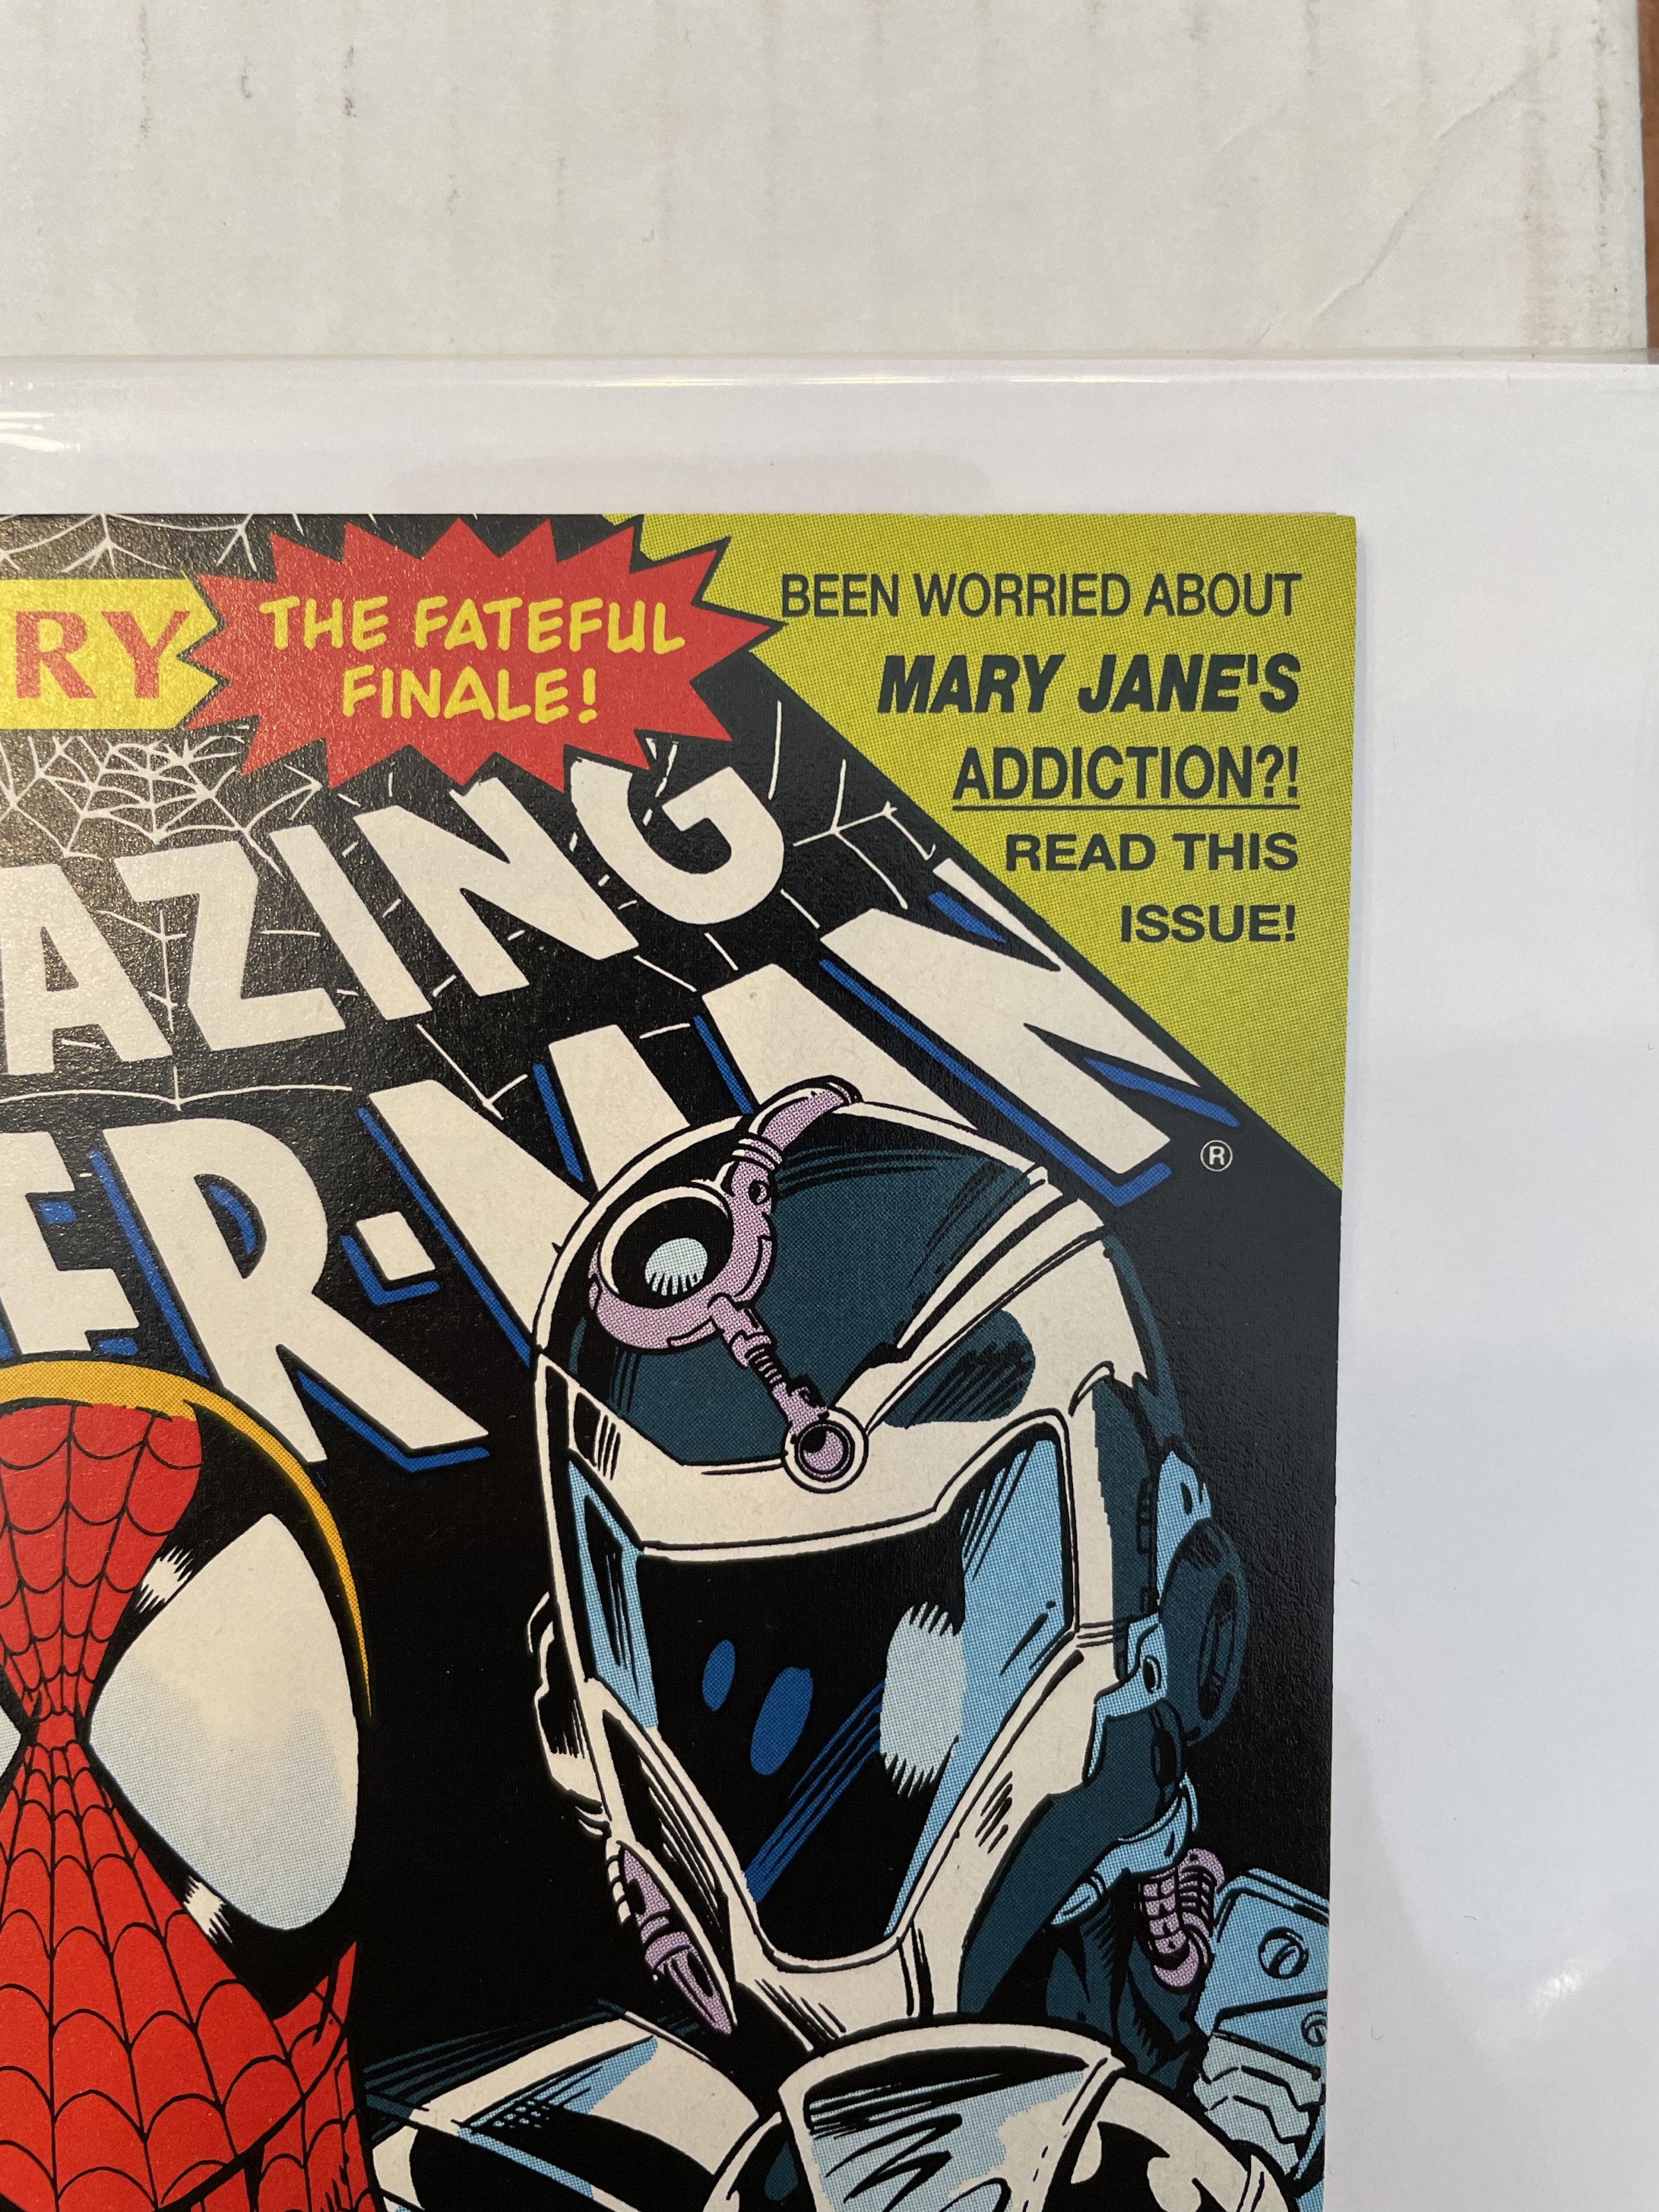 RY
THE FATEFUL
FINALE!
BEEN WORRIED ABOUT
MARY JANE'S
ADDICTION?!
READ THIS
ISSUE!
AZING
ER-MAN
®